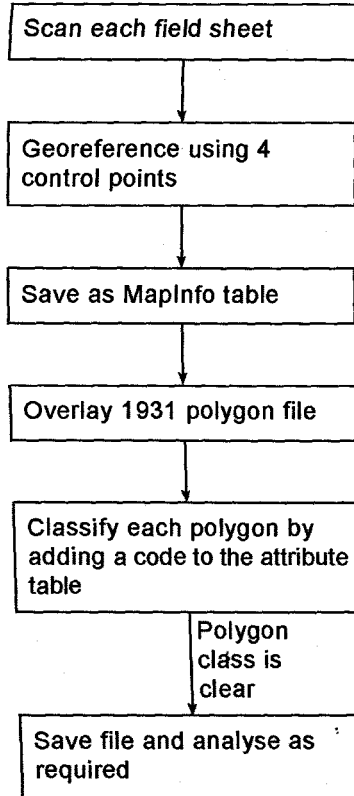 Scan each field sheet
Georeference using 4
control points
Save as MapInfo table
Overlay 1931 polygon file
Classify each polygon by
adding a code to the attribute
table
Polygon
class is
clear
Save file and analyse as
required